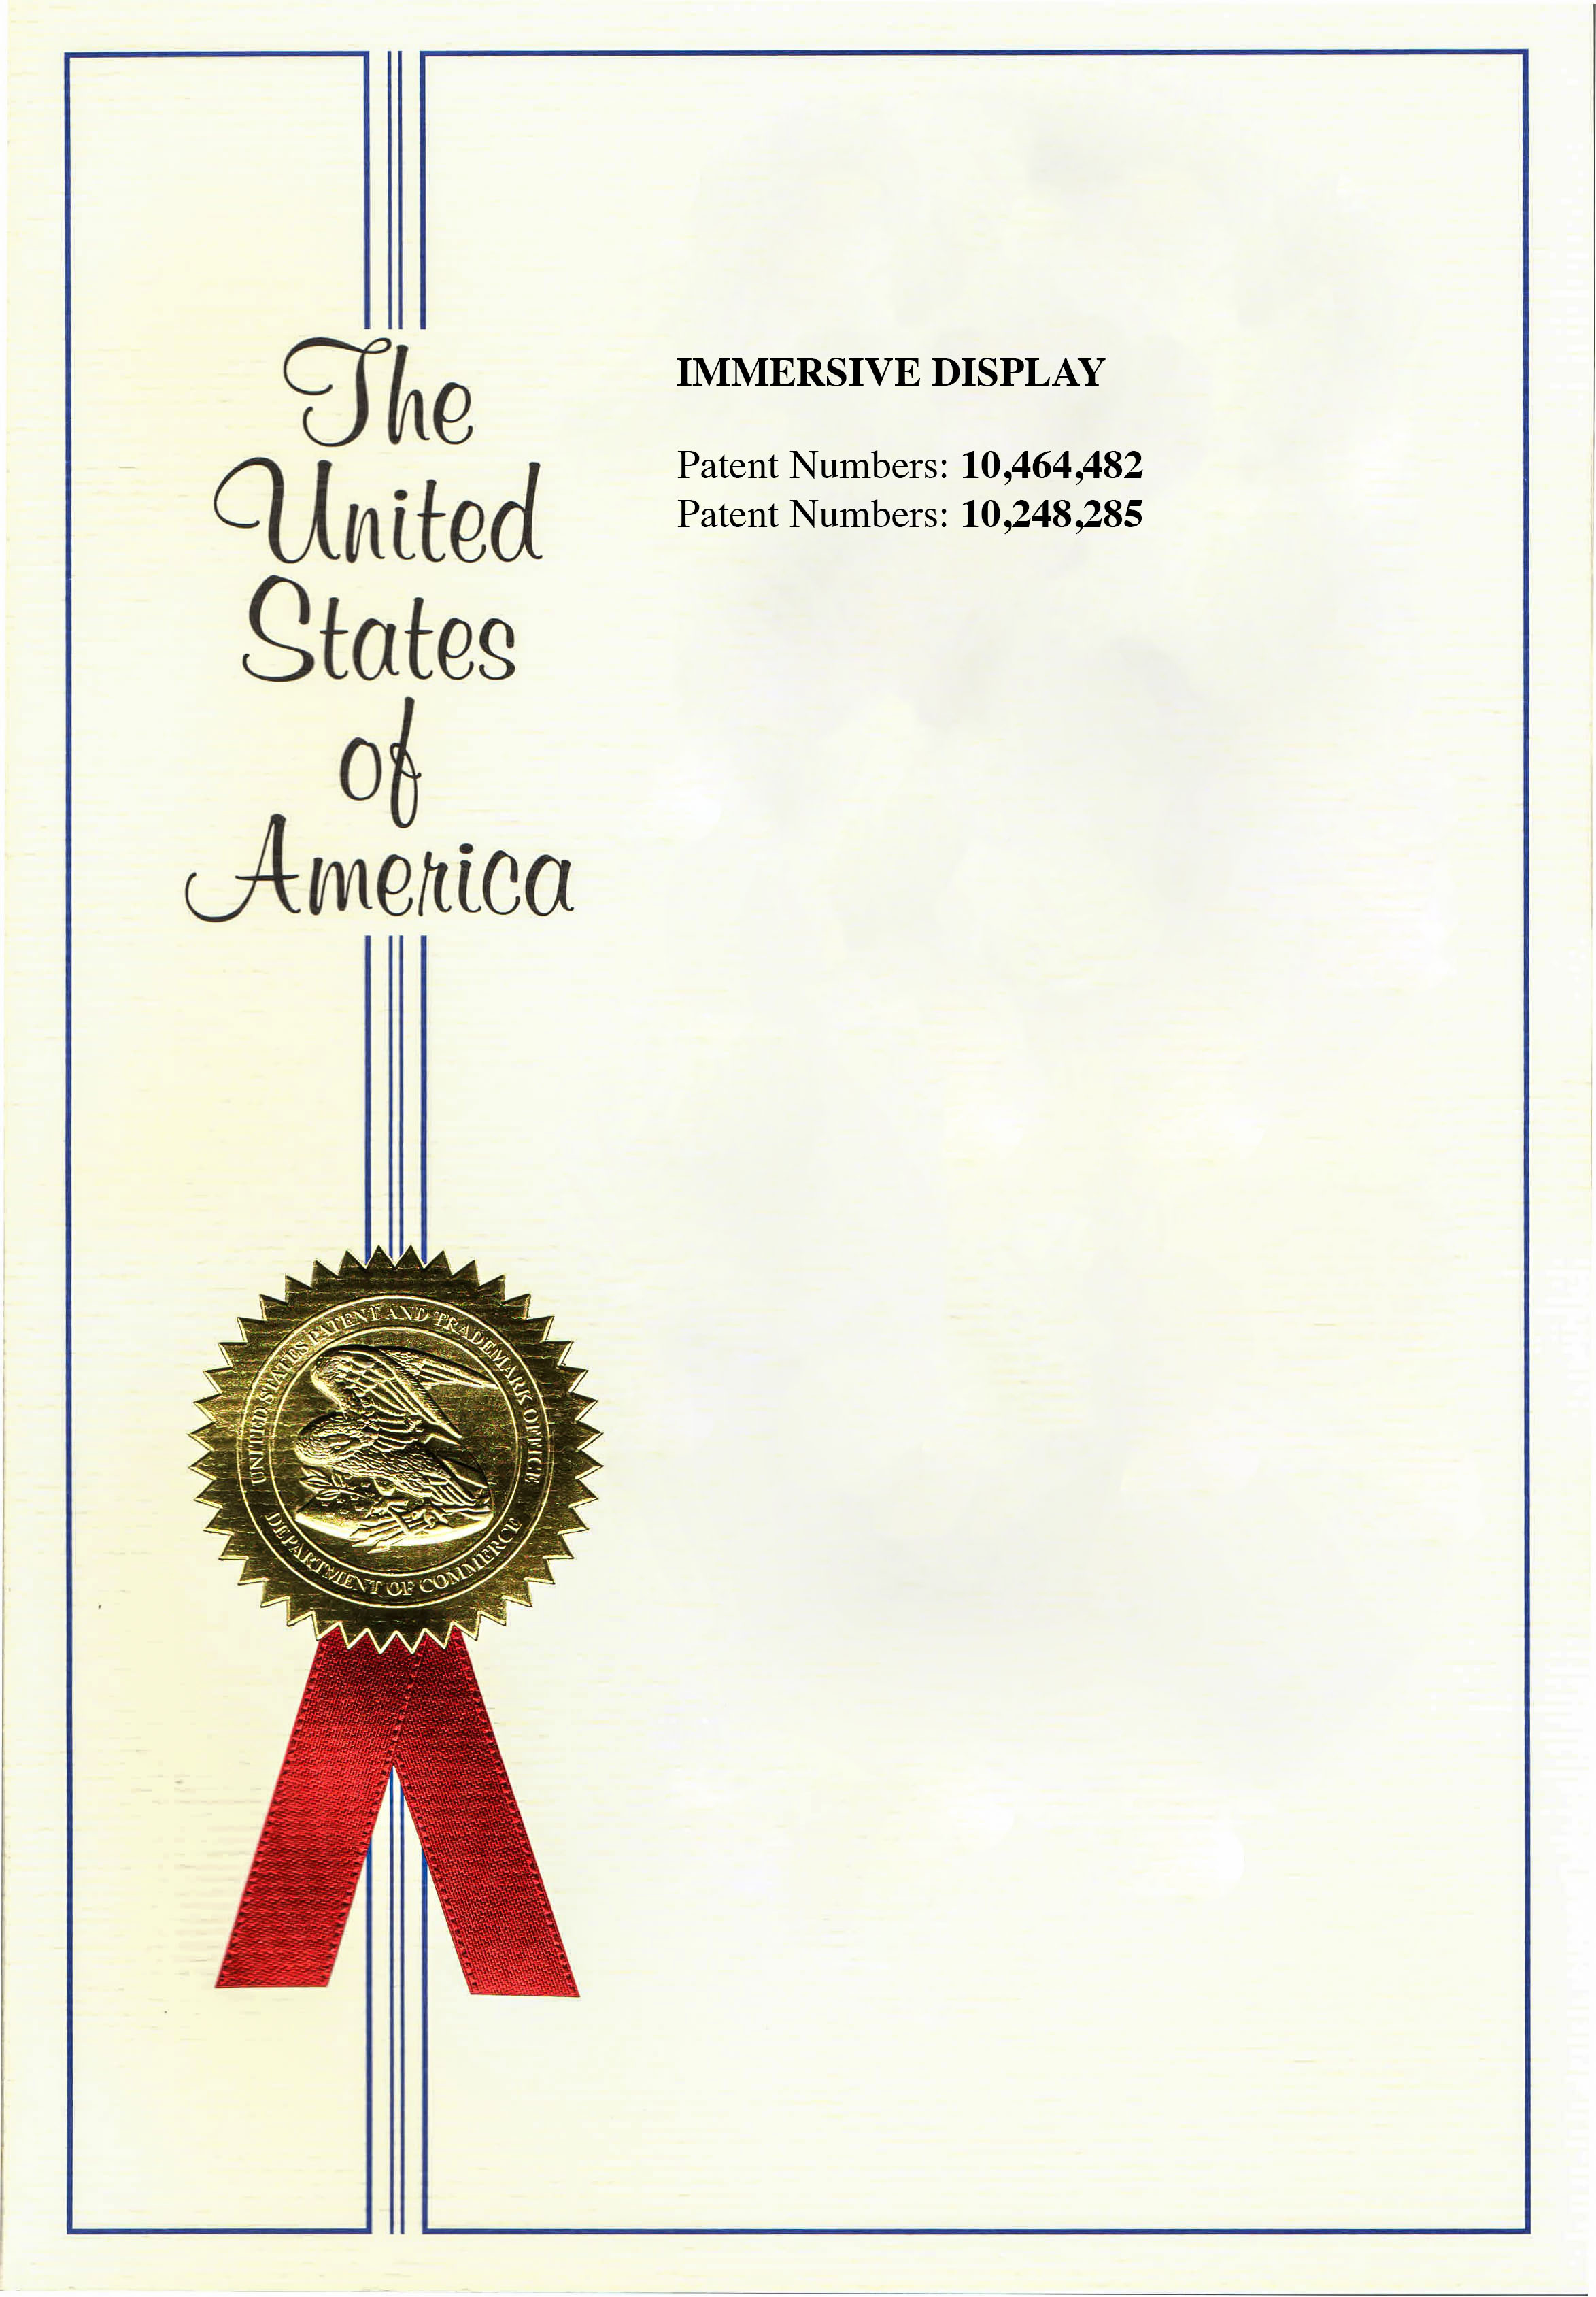 The
United
States
of
America
IMMERSIVE DISPLAY
Patent Numbers: 10,464,482
Patent Numbers: 10,248,285
UNITED STATES PATENT AND TRADEMARK OFFICE
DEPARTMENT OF COMMERCE